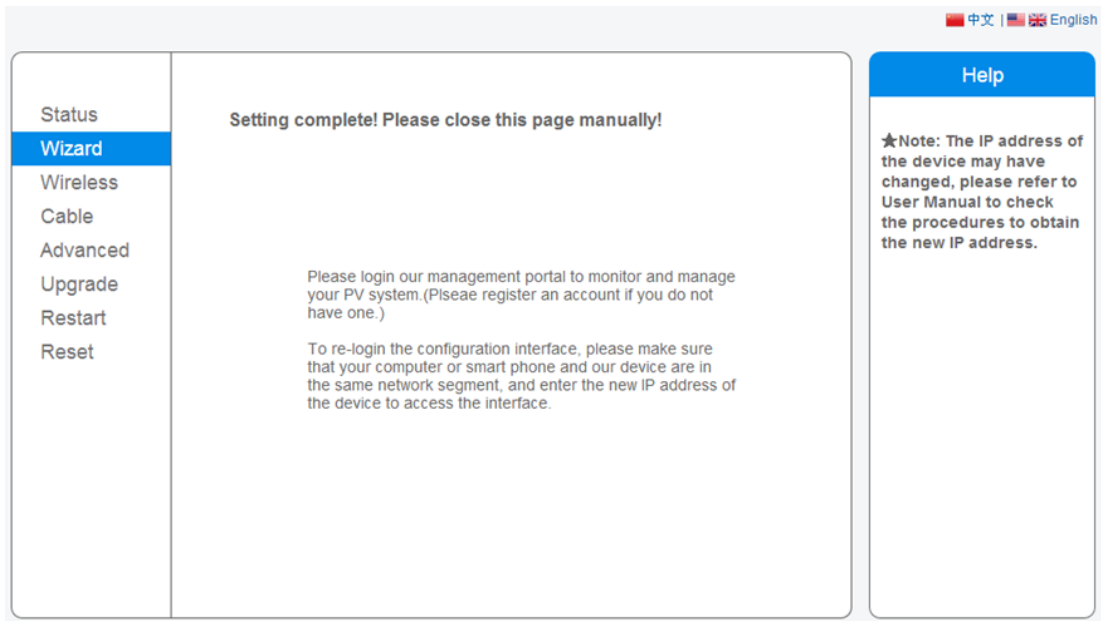 中文 | English
Status
Wizard
Wireless
Cable
Advanced
Upgrade
Restart
Reset
Setting complete! Please close this page manually!
Please login our management portal to monitor and manage
your PV system.(Plseae register an account if you do not
have one.)
To re-login the configuration interface, please make sure
that your computer or smart phone and our device are in
the same network segment, and enter the new IP address of
the device to access the interface.
Help
★Note: The IP address of
the device may have
changed, please refer to
User Manual to check
the procedures to obtain
the new IP address.